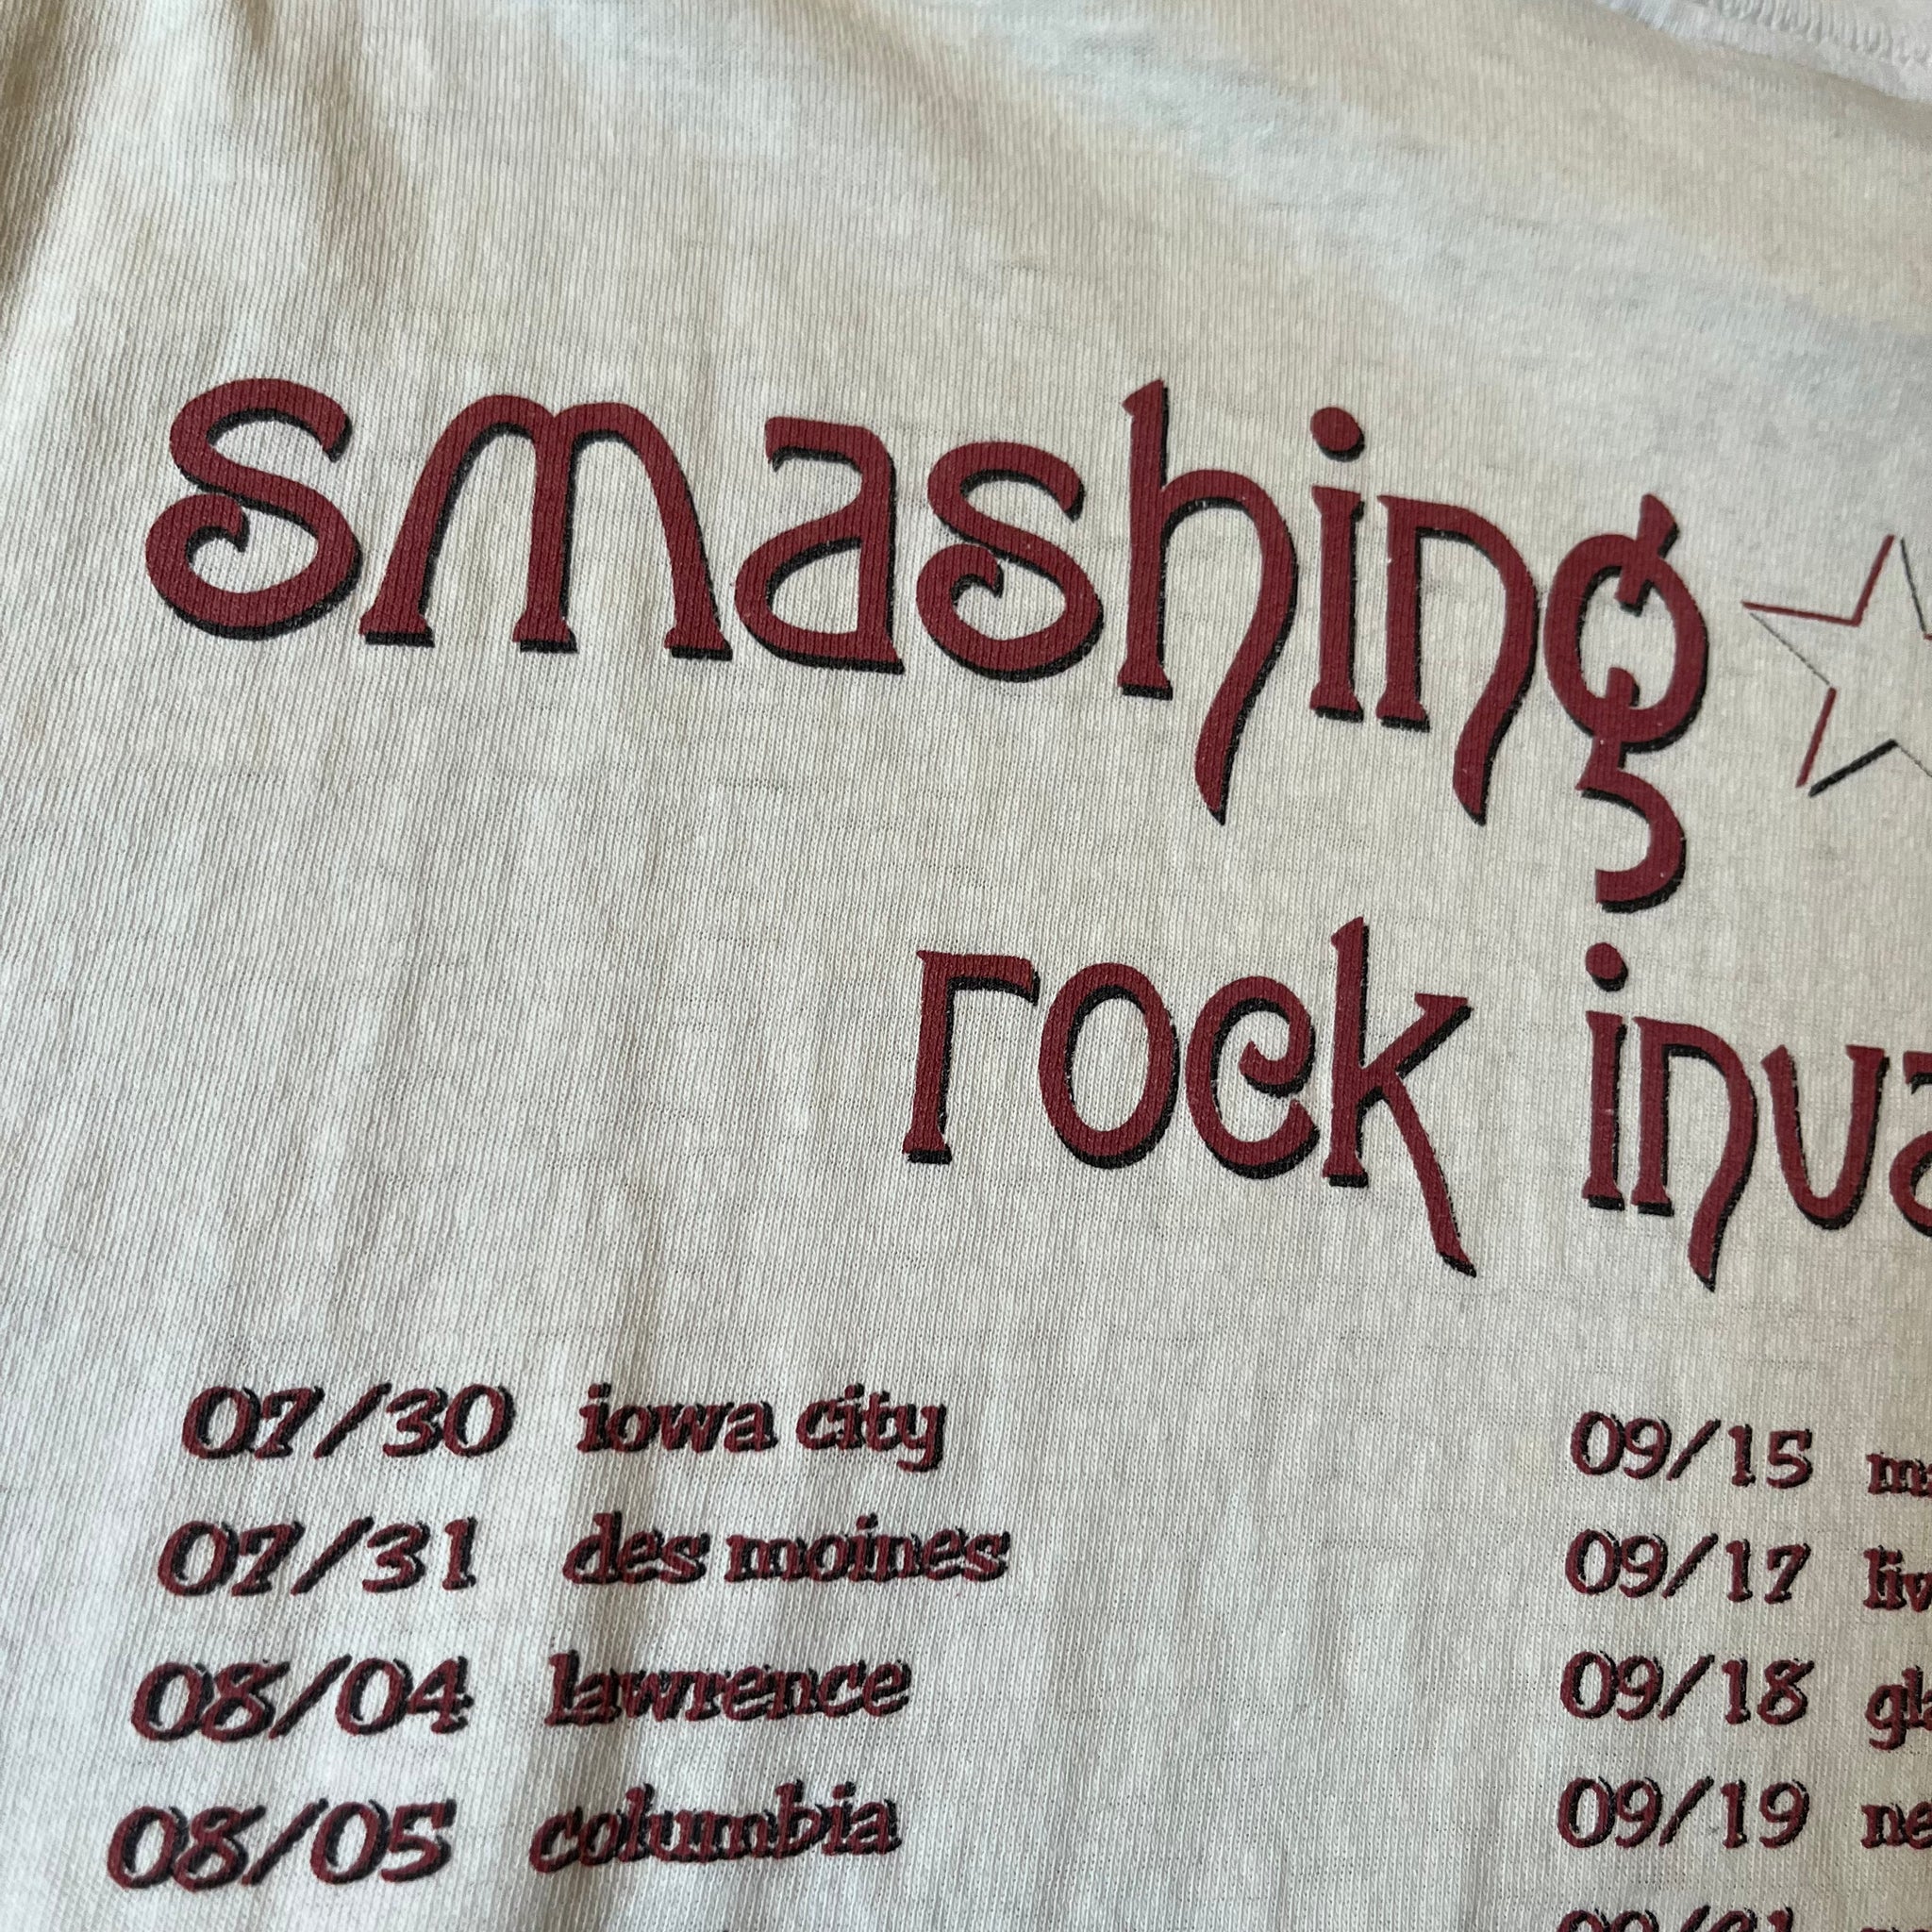 smashing
rock
07/30 iowa city
07/31 des moines
08/04 lawrence
08/05 columbia
09/15
09/17
09/18
09/19